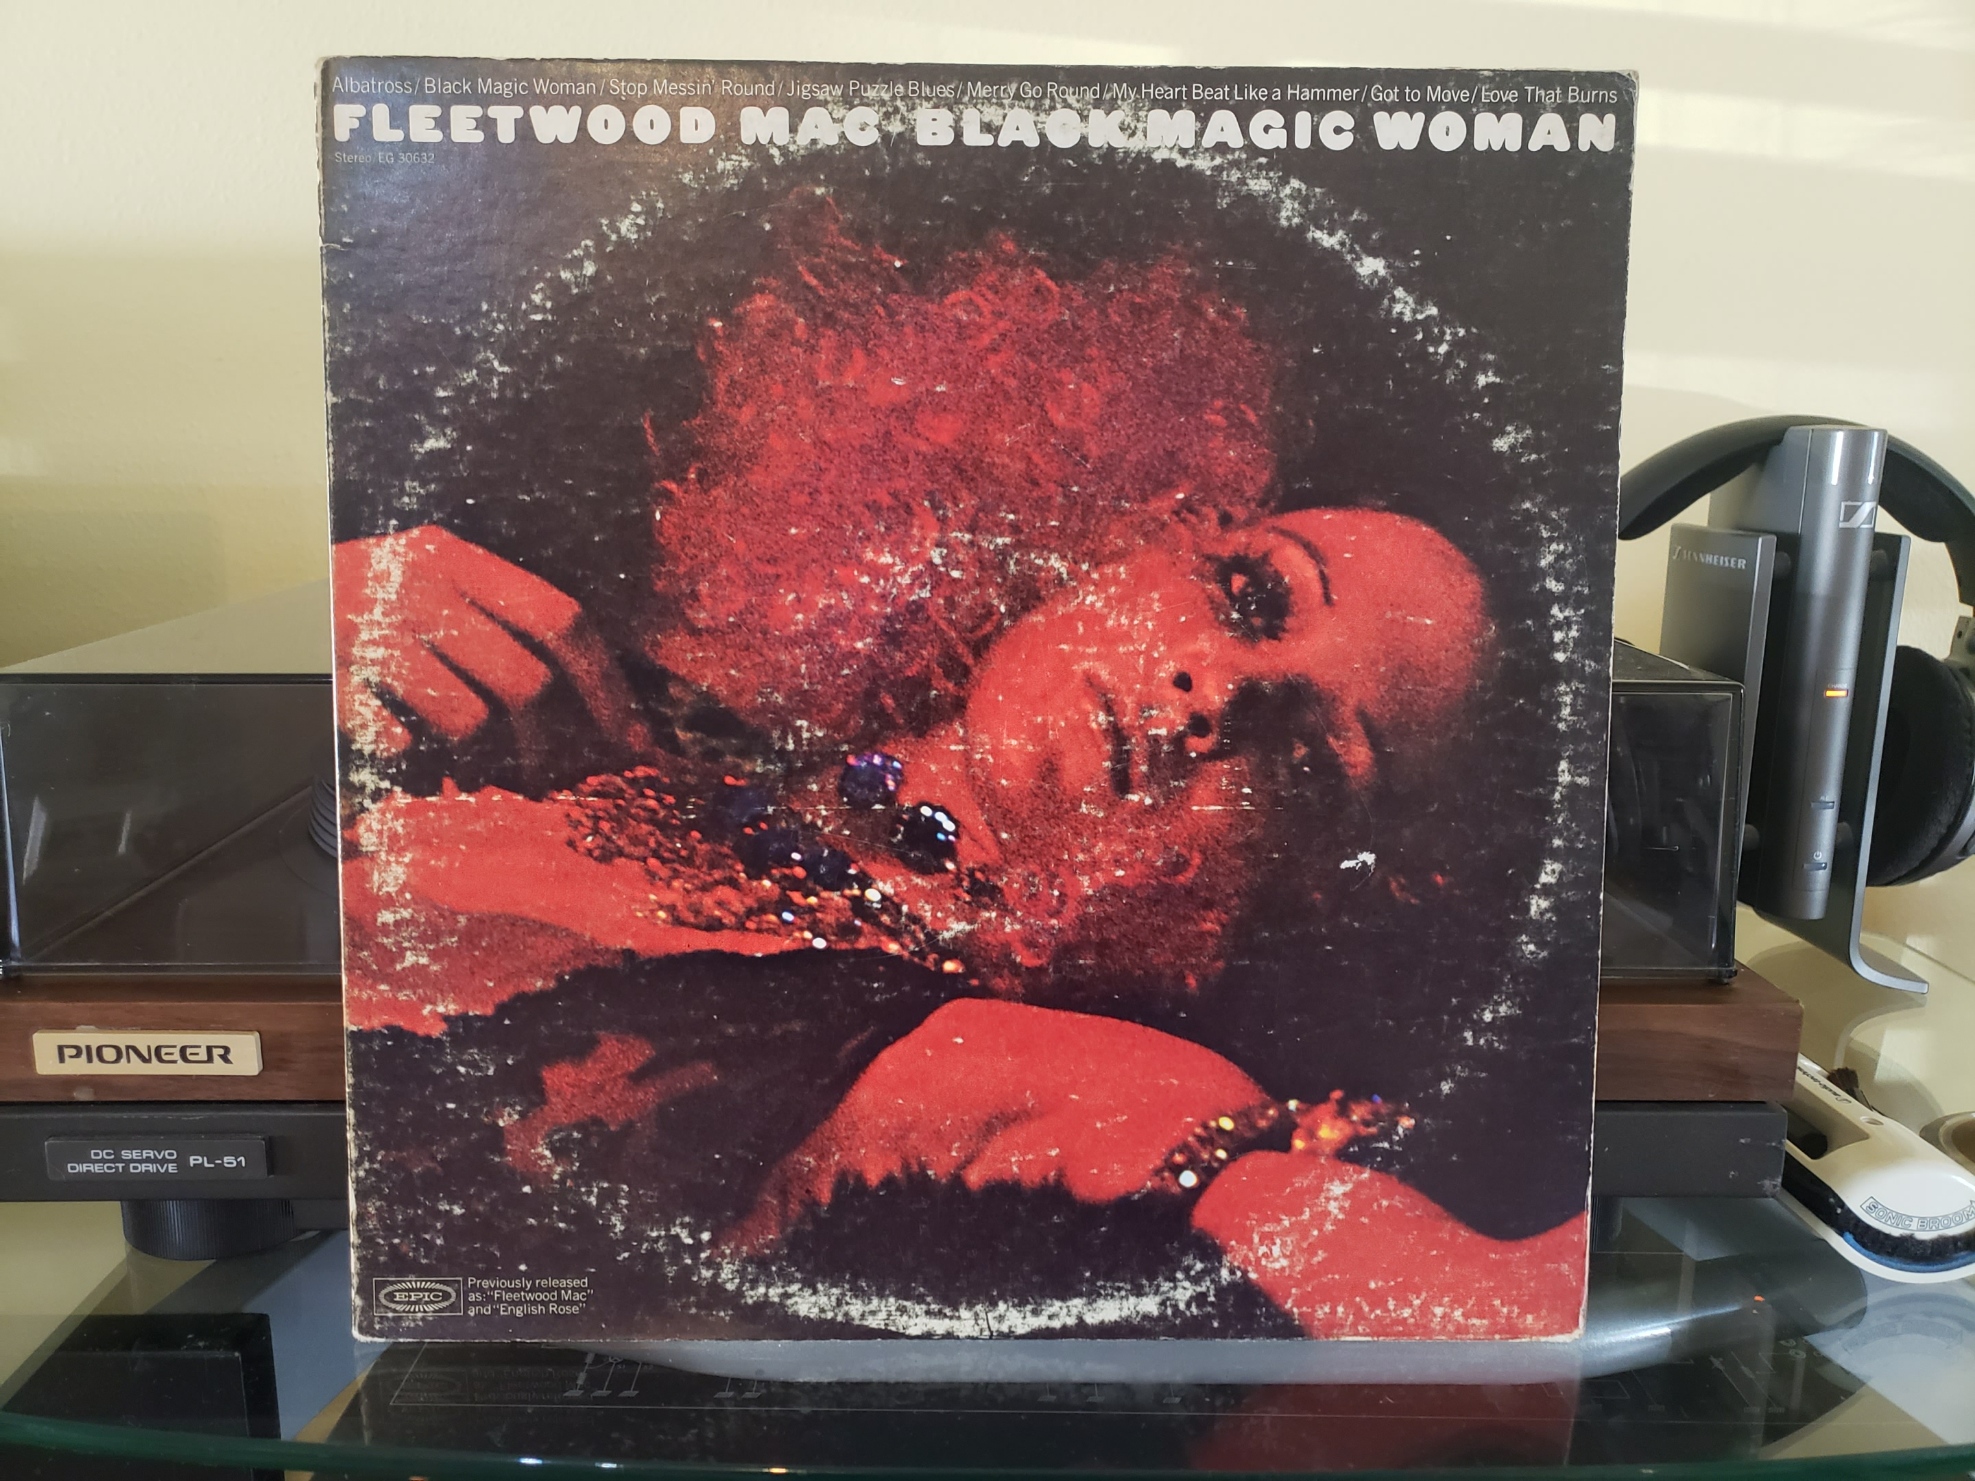 Albatross/Black Magic Woman/Stop Messin' Round/Jigsaw Puzzle Blues/Merry Go Round/My Heart Beat Like a Hammer/Got to Move/Love That Burns
FLEETWOOD MAC·BLACK MAGIC WOMAN
Stereo EG 30632
SENNHEISER
PIONEER
DC SERVO
DIRECT DRIVE PL-51
SONIC BROOM
EPIC
Previously released
as:"Fleetwood Mac"
and"English Rose"